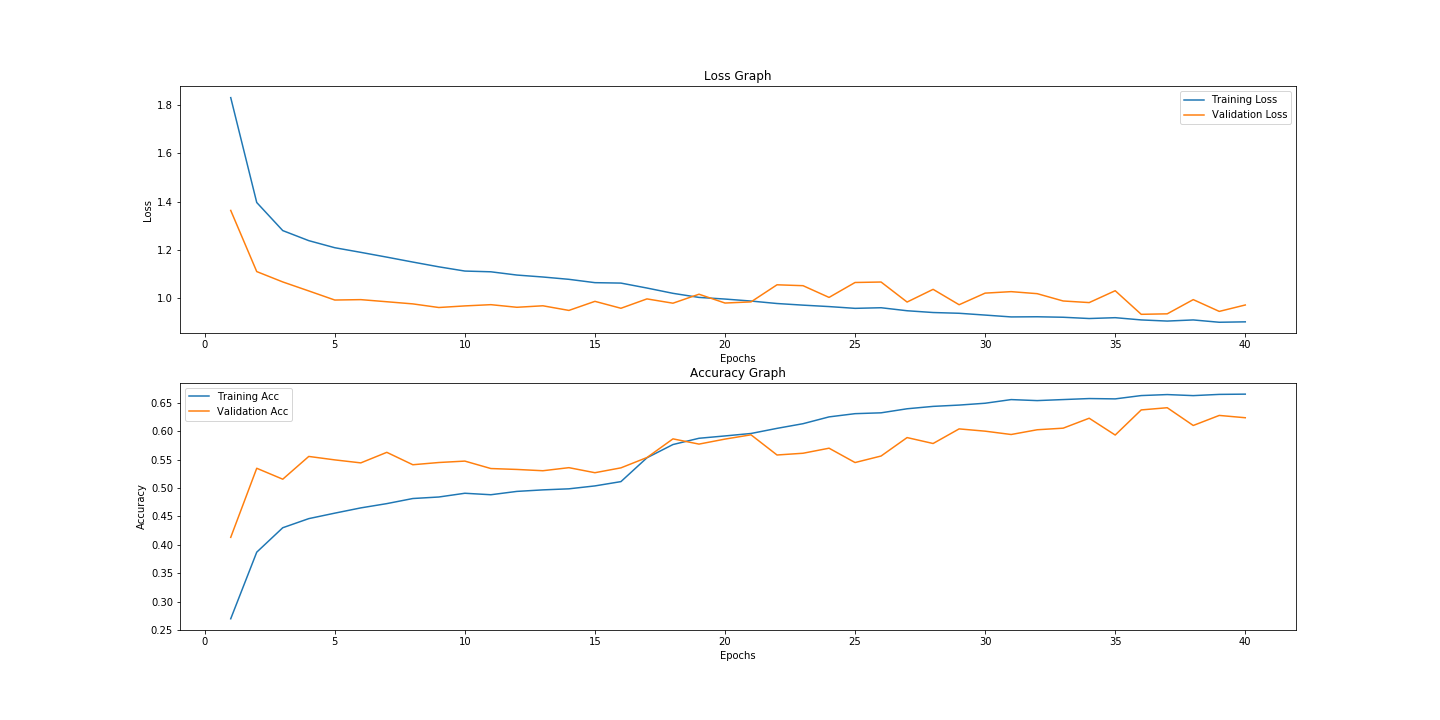 Loss Graph
1.8
1.6
1.4
1.2
1.0
Loss
Training Loss
Validation Loss
0 5 10 15 20 25 30 35 40
Epochs
Accuracy Graph
0.65
0.60
0.55
0.50
0.45
0.40
0.35
0.30
0.25
Accuracy
Training Acc
Validation Acc
0 5 10 15 20 25 30 35 40
Epochs